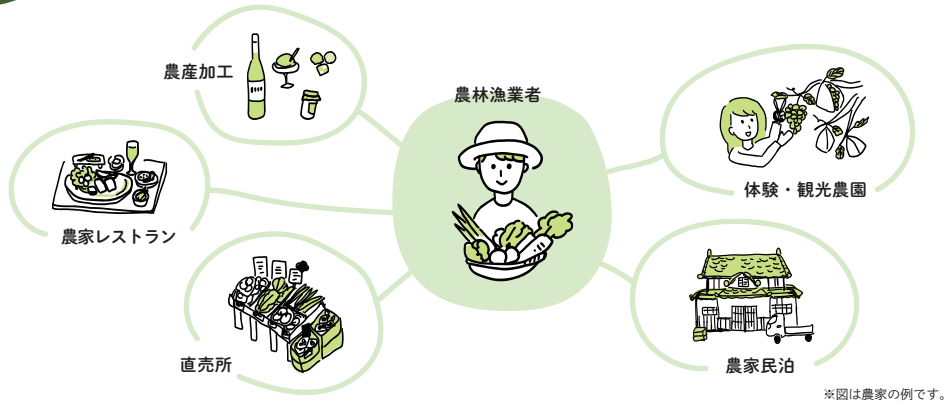 農産加工
農林漁業者
農家レストラン
体験・観光農園
直売所
農家民泊
※図は農家の例です。